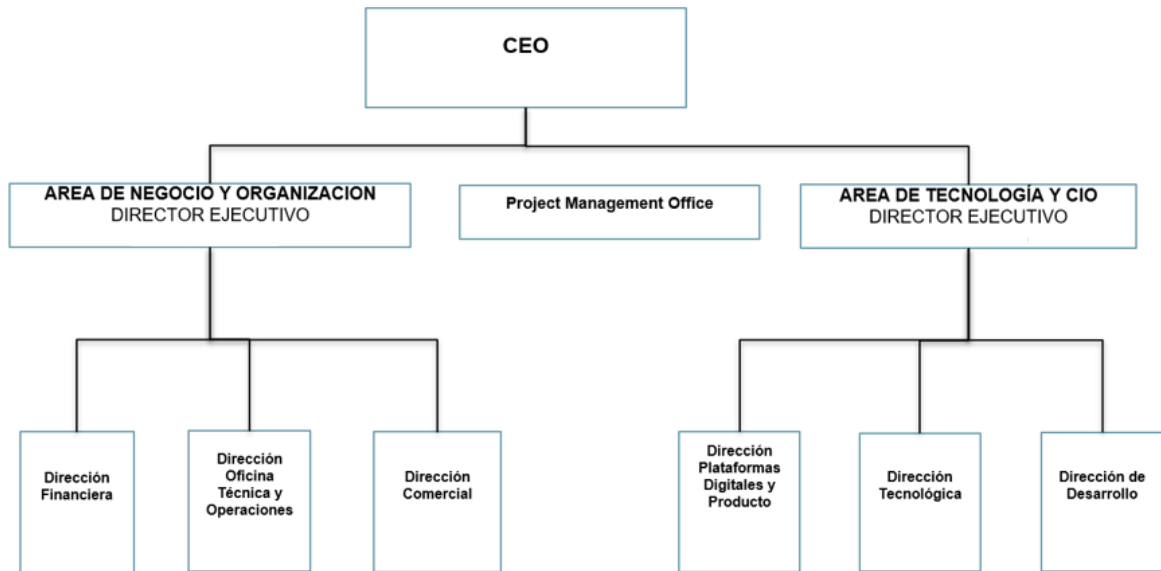 CEO
AREA DE NEGOCIO Y ORGANIZACION
DIRECTOR EJECUTIVO
Project Management Office
AREA DE TECNOLOGÍA Y CIO
DIRECTOR EJECUTIVO
Dirección
Financiera
Dirección
Oficina
Técnica y
Operaciones
Dirección
Comercial
Dirección
Plataformas
Digitales y
Producto
Dirección
Tecnológica
Dirección de
Desarrollo